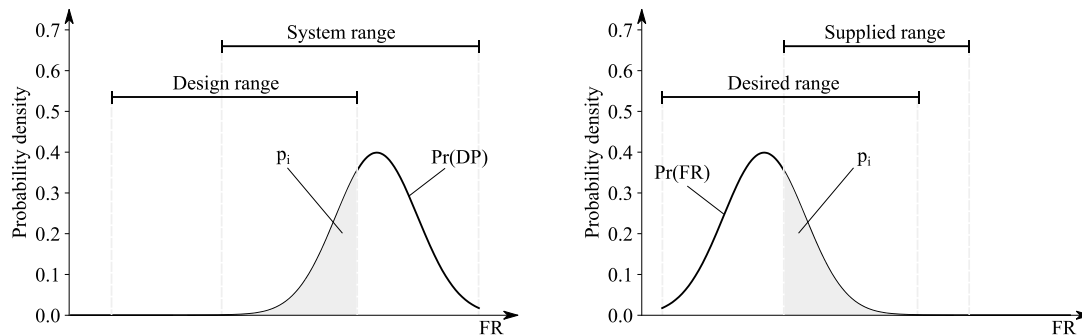 0.7
0.6
0.5
0.4
0.3
0.2
0.1
0.0
Probability density
System range
Design range
p_i
Pr(DP)
FR
0.7
0.6
0.5
0.4
0.3
0.2
0.1
0.0
Probability density
Supplied range
Desired range
Pr(FR)
p_i
FR